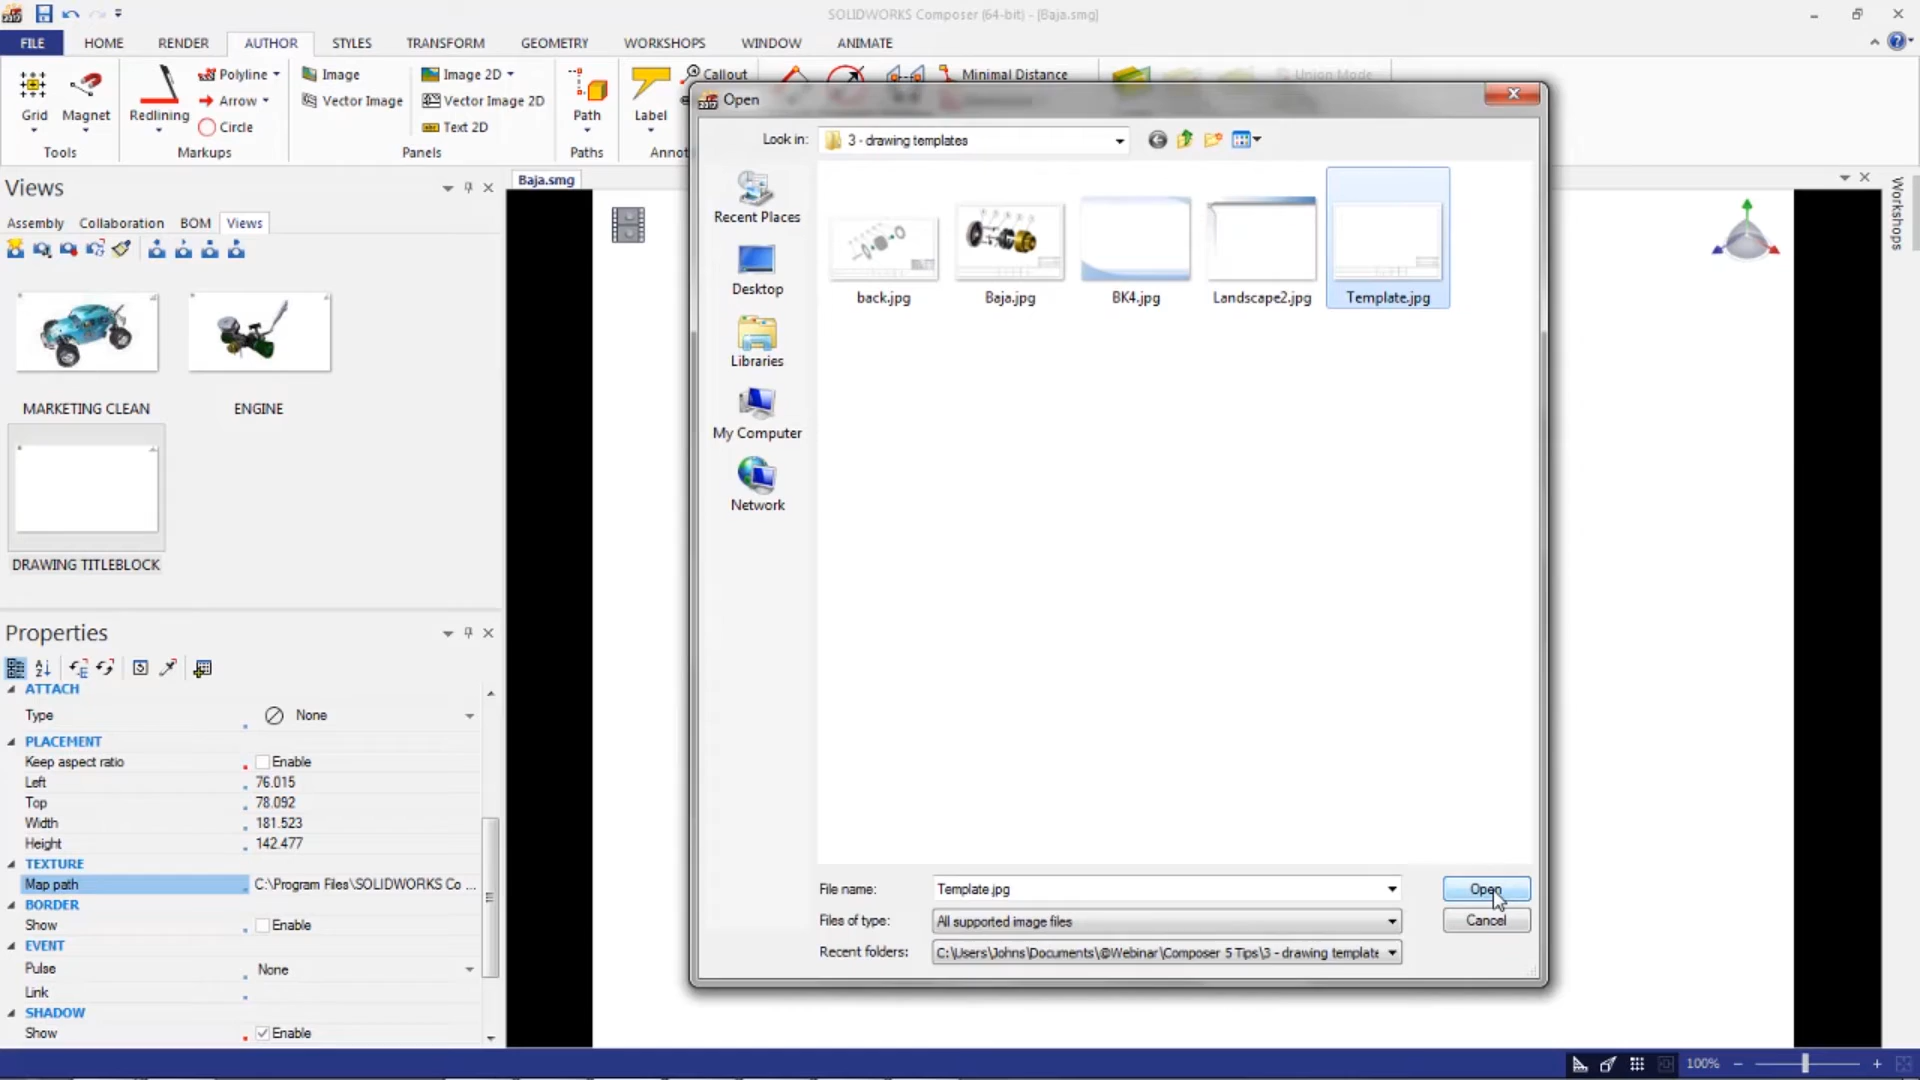 SOLIDWORKS Composer (64-bit) - [Baja.smg]
FILE
HOME
RENDER
AUTHOR
STYLES
TRANSFORM
GEOMETRY
WORKSHOPS
WINDOW
ANIMATE
Grid
Magnet
Tools
Redlining
Polyline
Arrow
Circle
Markups
Image
Vector Image
Image 2D
Vector Image 2D
Text 2D
Panels
Path
Paths
Label
Callout
Annot
Minimal Distance
Union Mode
Views
Assembly
Collaboration
BOM
Views
MARKETING CLEAN
ENGINE
DRAWING TITLEBLOCK
Baja.smg
Workshops
Open
Look in:
3 - drawing templates
Recent Places
Desktop
Libraries
My Computer
Network
back.jpg
Baja.jpg
BK4.jpg
Landscape2.jpg
Template.jpg
File name:
Template.jpg
Open
Files of type:
All supported image files
Cancel
Recent folders:
C:\Users\Johns\Documents\@Webinar\Composer 5 Tips\3 - drawing template
Properties
ATTACH
Type
None
PLACEMENT
Keep aspect ratio
Enable
Left
76.015
Top
78.092
Width
181.523
Height
142.477
TEXTURE
Map path
C:\Program Files\SOLIDWORKS Co ...
BORDER
Show
Enable
EVENT
Pulse
None
Link
SHADOW
Show
Enable
100%